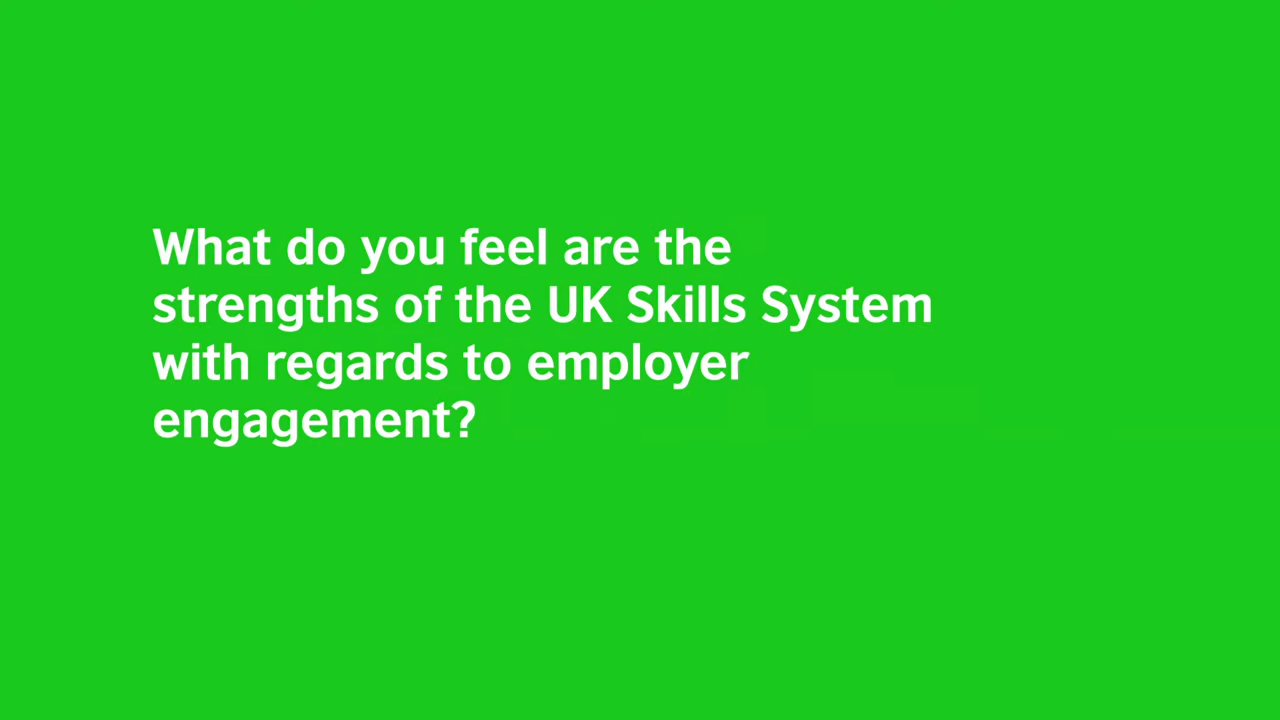 What do you feel are the
strengths of the UK Skills System
with regards to employer
engagement?